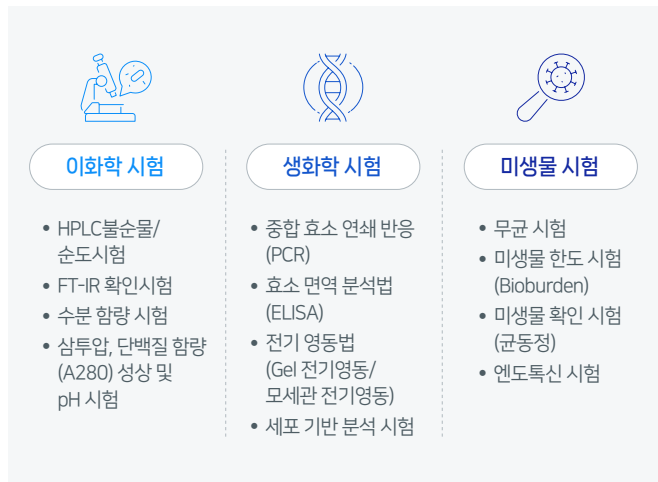 이화학 시험
• HPLC불순물/
순도시험
• FT-IR 확인시험
• 수분 함량 시험
• 삼투압, 단백질 함량
(A280) 성상 및
pH 시험
생화학 시험
• 중합 효소 연쇄 반응
(PCR)
• 효소 면역 분석법
(ELISA)
• 전기 영동법
(Gel 전기영동/
모세관 전기영동)
• 세포 기반 분석 시험
미생물 시험
• 무균 시험
• 미생물 한도 시험
(Bioburden)
• 미생물 확인 시험
(균동정)
• 엔도톡신 시험